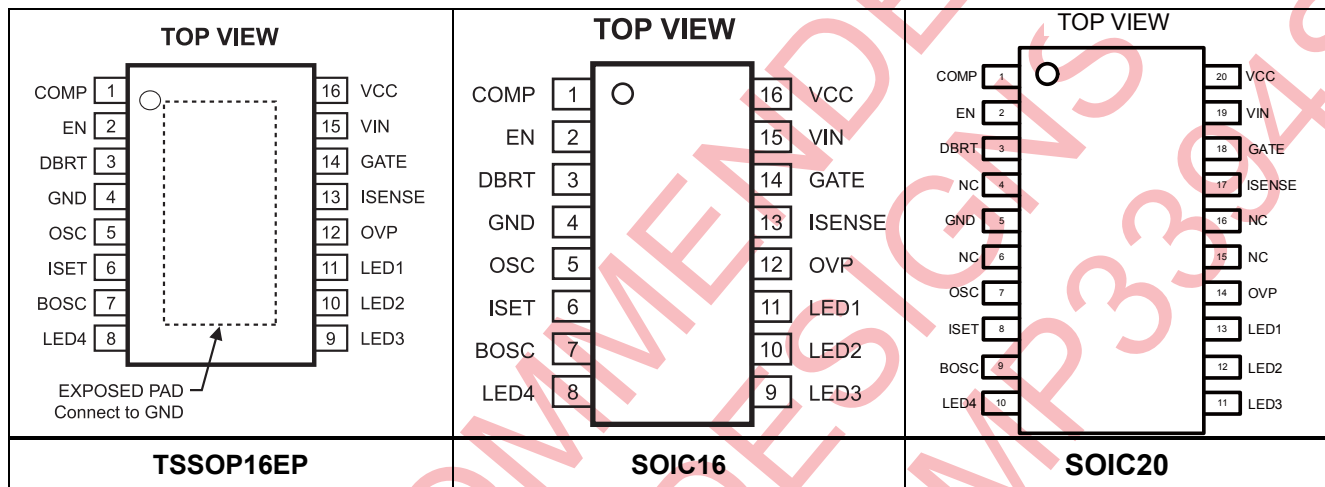 TOP VIEW
COMP 1
EN 2
DBRT 3
GND 4
OSC 5
ISET 6
BOSC 7
LED4 8
16 VCC
15 VIN
14 GATE
13 ISENSE
12 OVP
11 LED1
10 LED2
9 LED3
EXPOSED PAD
Connect to GND
TSSOP16EP
TOP VIEW
COMP 1
EN 2
DBRT 3
GND 4
OSC 5
ISET 6
BOSC 7
LED4 8
16 VCC
15 VIN
14 GATE
13 ISENSE
12 OVP
11 LED1
10 LED2
9 LED3
SOIC16
TOP VIEW
COMP 1
EN 2
DBRT 3
NC 4
GND 5
NC 6
OSC 7
ISET 8
BOSC 9
LED4 10
20 VCC
19 VIN
18 GATE
17 ISENSE
16 NC
15 NC
14 OVP
13 LED1
12 LED2
11 LED3
SOIC20
OMMENDE
DESIGNS
MP3394S